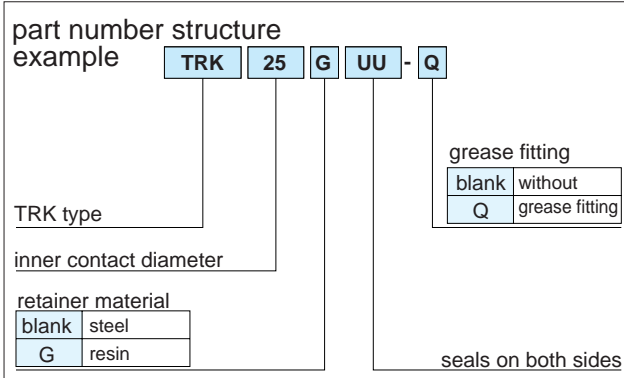 part number structure
example
TRK 25 G UU - Q
grease fitting
blank without
Q grease fitting
TRK type
inner contact diameter
retainer material
blank steel
G resin
seals on both sides